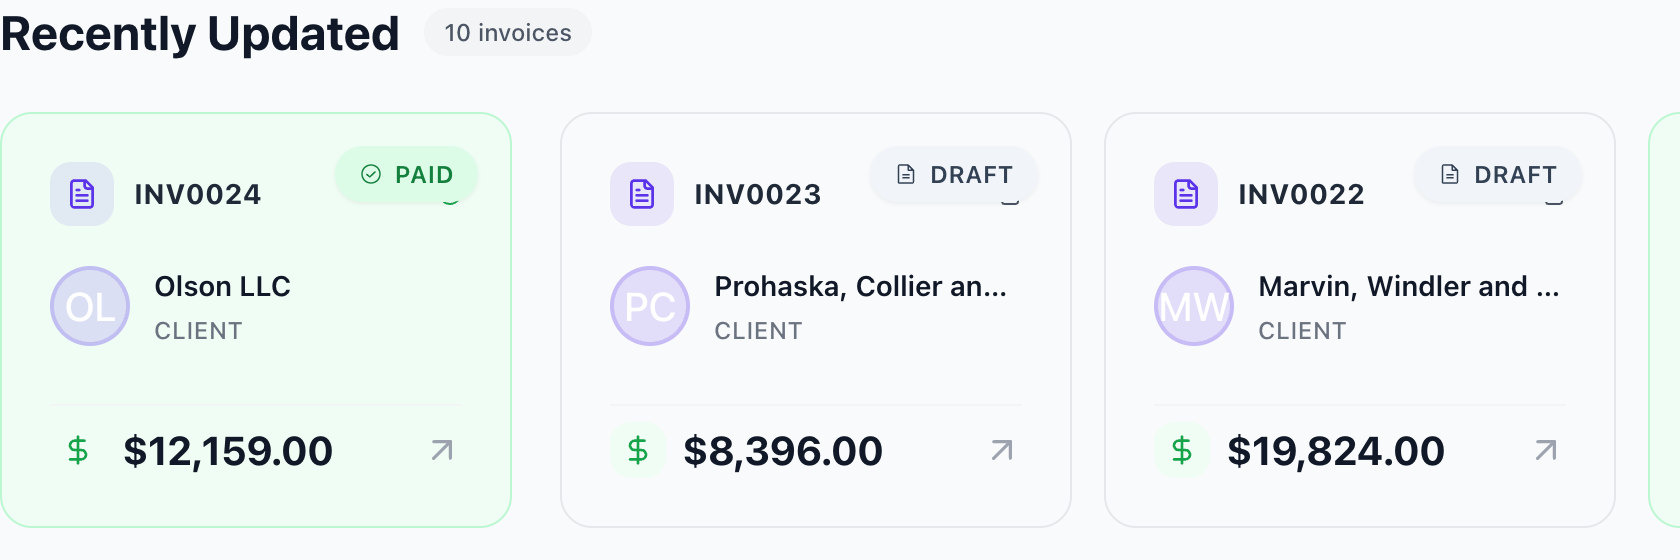 Recently Updated 10 invoices
INV0024 PAID
OL Olson LLC
CLIENT
$ $12,159.00
INV0023 DRAFT
PC Prohaska, Collier an...
CLIENT
$ $8,396.00
INV0022 DRAFT
MW Marvin, Windler and ...
CLIENT
$ $19,824.00